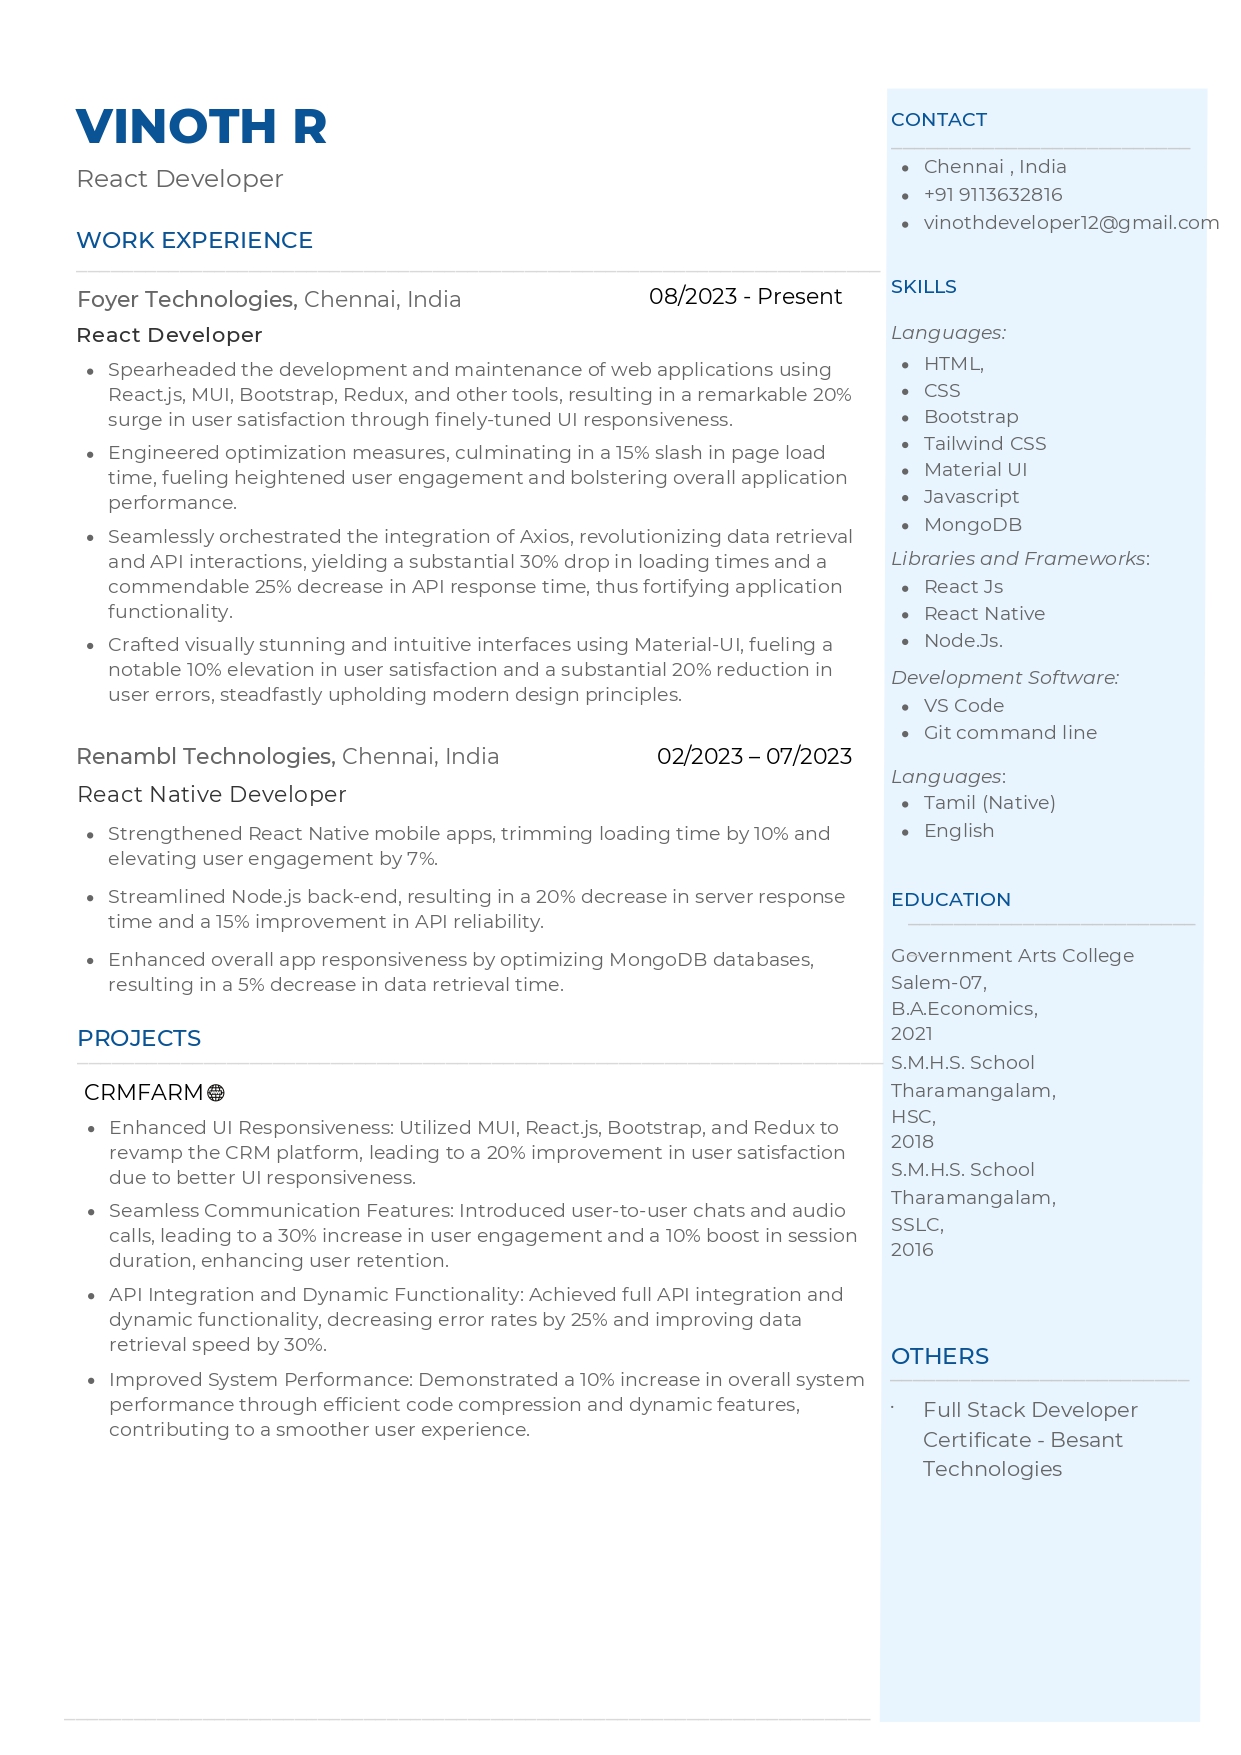 VINOTH R
React Developer
WORK EXPERIENCE
Foyer Technologies, Chennai, India
08/2023 - Present
React Developer
• Spearheaded the development and maintenance of web applications using
React.js, MUI, Bootstrap, Redux, and other tools, resulting in a remarkable 20%
surge in user satisfaction through finely-tuned UI responsiveness.
• Engineered optimization measures, culminating in a 15% slash in page load
time, fueling heightened user engagement and bolstering overall application
performance.
• Seamlessly orchestrated the integration of Axios, revolutionizing data retrieval
and API interactions, yielding a substantial 30% drop in loading times and a
commendable 25% decrease in API response time, thus fortifying application
functionality.
• Crafted visually stunning and intuitive interfaces using Material-UI, fueling a
notable 10% elevation in user satisfaction and a substantial 20% reduction in
user errors, steadfastly upholding modern design principles.
Renambl Technologies, Chennai, India
02/2023 – 07/2023
React Native Developer
• Strengthened React Native mobile apps, trimming loading time by 10% and
elevating user engagement by 7%.
• Streamlined Node.js back-end, resulting in a 20% decrease in server response
time and a 15% improvement in API reliability.
• Enhanced overall app responsiveness by optimizing MongoDB databases,
resulting in a 5% decrease in data retrieval time.
PROJECTS
CRMFARM
• Enhanced UI Responsiveness: Utilized MUI, React.js, Bootstrap, and Redux to
revamp the CRM platform, leading to a 20% improvement in user satisfaction
due to better UI responsiveness.
• Seamless Communication Features: Introduced user-to-user chats and audio
calls, leading to a 30% increase in user engagement and a 10% boost in session
duration, enhancing user retention.
• API Integration and Dynamic Functionality: Achieved full API integration and
dynamic functionality, decreasing error rates by 25% and improving data
retrieval speed by 30%.
• Improved System Performance: Demonstrated a 10% increase in overall system
performance through efficient code compression and dynamic features,
contributing to a smoother user experience.
CONTACT
• Chennai , India
• +91 9113632816
• vinothdeveloper12@gmail.com
SKILLS
Languages:
• HTML,
• CSS
• Bootstrap
• Tailwind CSS
• Material UI
• Javascript
• MongoDB
Libraries and Frameworks:
• React Js
• React Native
• Node.Js.
Development Software:
• VS Code
• Git command line
Languages:
• Tamil (Native)
• English
EDUCATION
Government Arts College
Salem-07,
B.A.Economics,
2021
S.M.H.S. School
Tharamangalam,
HSC,
2018
S.M.H.S. School
Tharamangalam,
SSLC,
2016
OTHERS
· Full Stack Developer
Certificate - Besant
Technologies